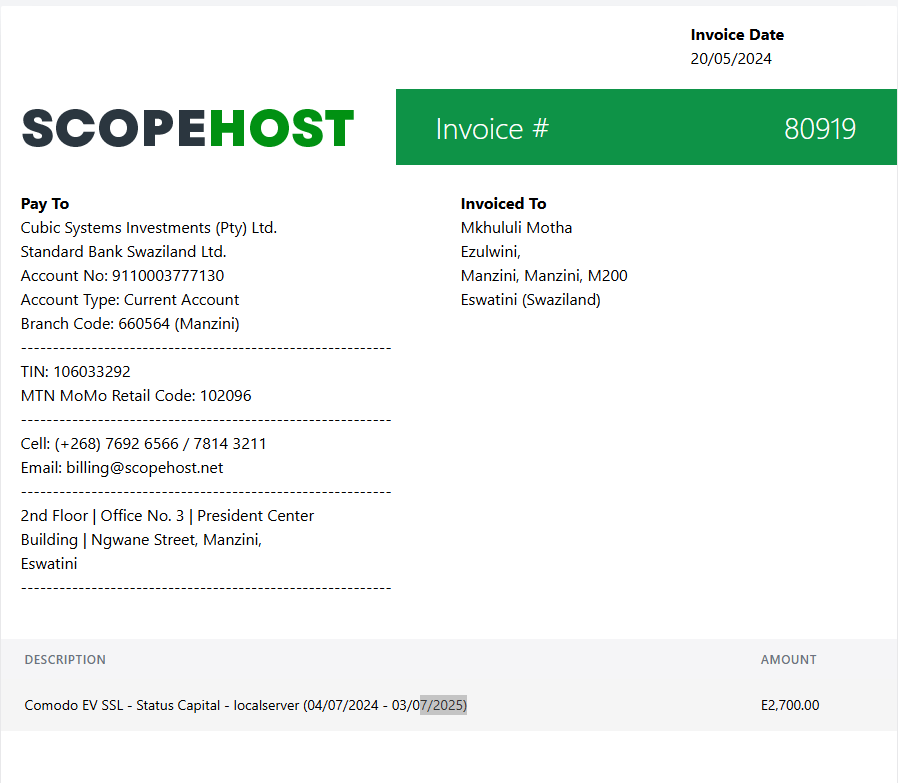 Invoice Date
20/05/2024
SCOPEHOST
Invoice # 80919
Pay To
Cubic Systems Investments (Pty) Ltd.
Standard Bank Swaziland Ltd.
Account No: 9110003777130
Account Type: Current Account
Branch Code: 660564 (Manzini)
--------------------------------------------------------
TIN: 106033292
MTN MoMo Retail Code: 102096
--------------------------------------------------------
Cell: (+268) 7692 6566 / 7814 3211
Email: billing@scopehost.net
--------------------------------------------------------
2nd Floor | Office No. 3 | President Center
Building | Ngwane Street, Manzini,
Eswatini
--------------------------------------------------------
Invoiced To
Mkhululi Motha
Ezulwini,
Manzini, Manzini, M200
Eswatini (Swaziland)
DESCRIPTION AMOUNT
Comodo EV SSL - Status Capital - localserver (04/07/2024 - 03/07/2025) E2,700.00